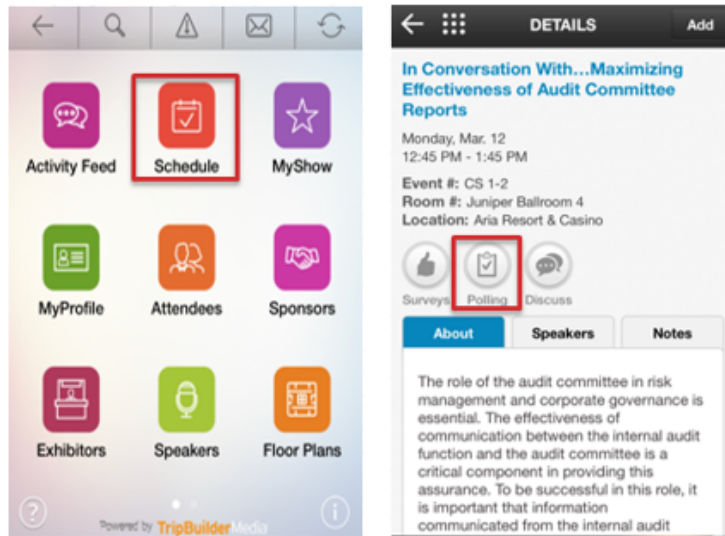 Activity Feed
Schedule
MyShow
MyProfile
Attendees
Sponsors
Exhibitors
Speakers
Floor Plans
?
i
Powered by TripBuilderMedia
DETAILS
Add
In Conversation With…Maximizing
Effectiveness of Audit Committee
Reports
Monday, Mar. 12
12:45 PM - 1:45 PM
Event #: CS 1-2
Room #: Juniper Ballroom 4
Location: Aria Resort & Casino
Surveys
Polling
Discuss
About
Speakers
Notes
The role of the audit committee in risk
management and corporate governance is
essential. The effectiveness of
communication between the internal audit
function and the audit committee is a
critical component in providing this
assurance. To be successful in this role, it
is important that information
communicated from the internal audit